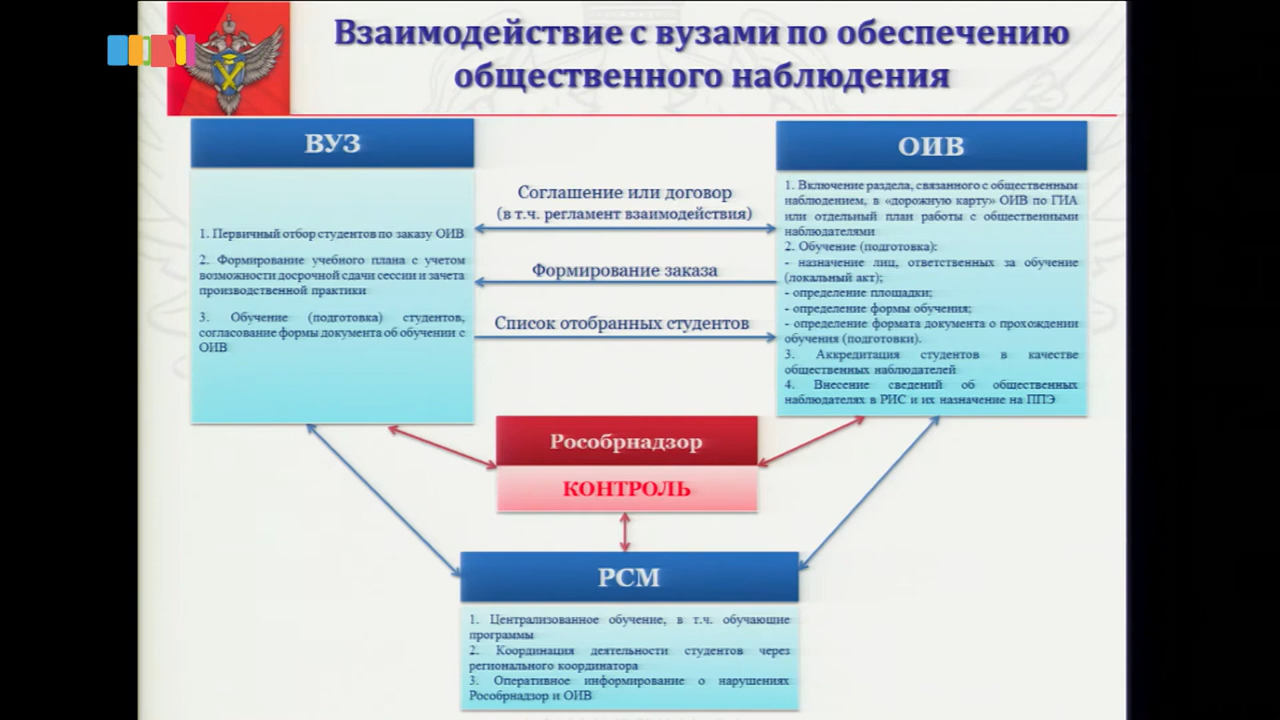 Взаимодействие с вузами по обеспечению
общественного наблюдения
ВУЗ
1. Первичный отбор студентов по заказу ОИВ
2. Формирование учебного плана с учетом
возможности досрочной сдачи сессии и зачета
производственной практики
3. Обучение (подготовка) студентов,
согласование формы документа об обучении с
ОИВ
Соглашение или договор
(в т.ч. регламент взаимодействия)
Формирование заказа
Список отобранных студентов
ОИВ
1. Включение раздела, связанного с общественным
наблюдением, в «дорожную карту» ОИВ по ГИА
или отдельный план работы с общественными
наблюдателями
2. Обучение (подготовка):
- назначение лиц, ответственных за обучение
(локальный акт);
- определение площадки;
- определение формы обучения;
- определение формата документа о прохождении
обучения (подготовки).
3. Аккредитация студентов в качестве
общественных наблюдателей
4. Внесение сведений об общественных
наблюдателях в РИС и их назначение на ППЭ
Рособрнадзор
КОНТРОЛЬ
РСМ
1. Централизованное обучение, в т.ч. обучающие
программы
2. Координация деятельности студентов через
регионального координатора
3. Оперативное информирование о нарушениях
Рособрнадзор и ОИВ